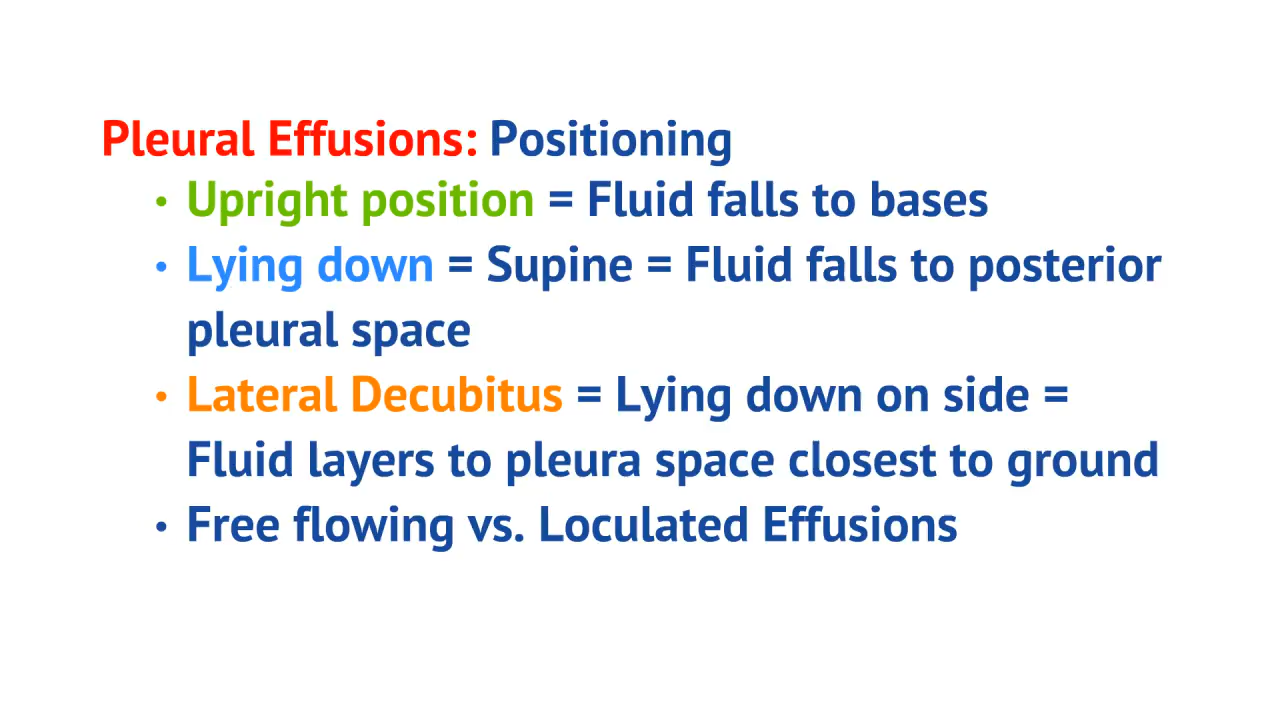 Pleural Effusions: Positioning
• Upright position = Fluid falls to bases
• Lying down = Supine = Fluid falls to posterior
pleural space
• Lateral Decubitus = Lying down on side =
Fluid layers to pleura space closest to ground
• Free flowing vs. Loculated Effusions